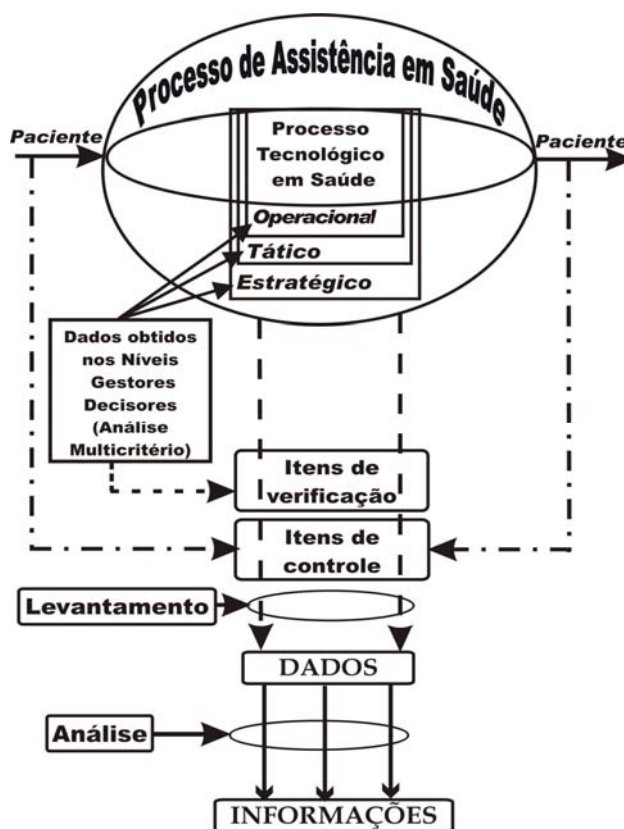 Processo de Assistência em Saúde
Paciente
Paciente
Processo
Tecnológico
em Saúde
Operacional
Tático
Estratégico
Dados obtidos
nos Níveis
Gestores
Decisores
(Análise
Multicritério)
Itens de
verificação
Itens de
controle
Levantamento
DADOS
Análise
INFORMAÇÕES